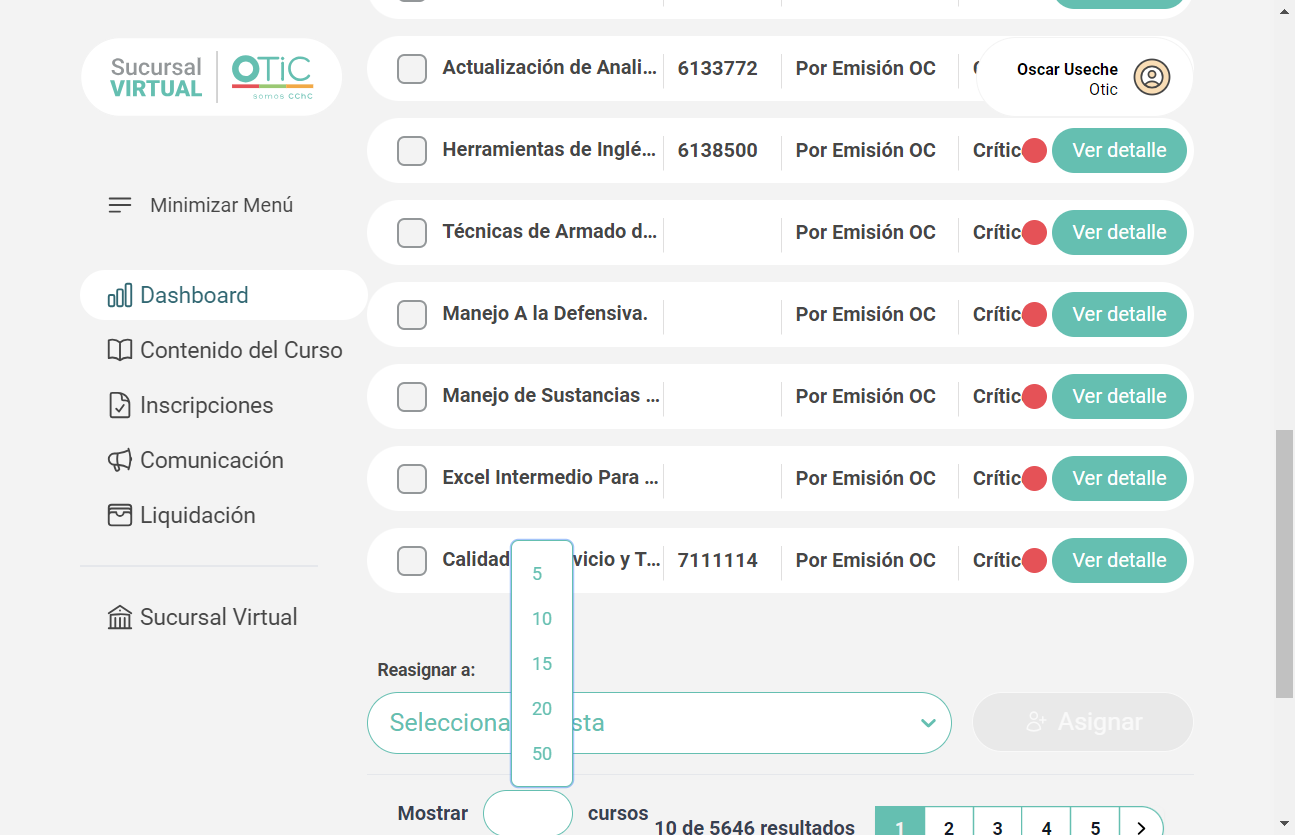 Sucursal
VIRTUAL
OTiC
somos CChC
Minimizar Menú
Dashboard
Contenido del Curso
Inscripciones
Comunicación
Liquidación
Sucursal Virtual
Oscar Useche
Otic
Actualización de Anali... 6133772 Por Emisión OC
Herramientas de Inglé... 6138500 Por Emisión OC Crític Ver detalle
Técnicas de Armado d... Por Emisión OC Crític Ver detalle
Manejo A la Defensiva. Por Emisión OC Crític Ver detalle
Manejo de Sustancias ... Por Emisión OC Crític Ver detalle
Excel Intermedio Para ... Por Emisión OC Crític Ver detalle
Calidad vicio y T... 7111114 Por Emisión OC Crític Ver detalle
5
10
15
20
50
Reasignar a:
Selecciona sta
Asignar
Mostrar cursos 10 de 5646 resultados 1 2 3 4 5